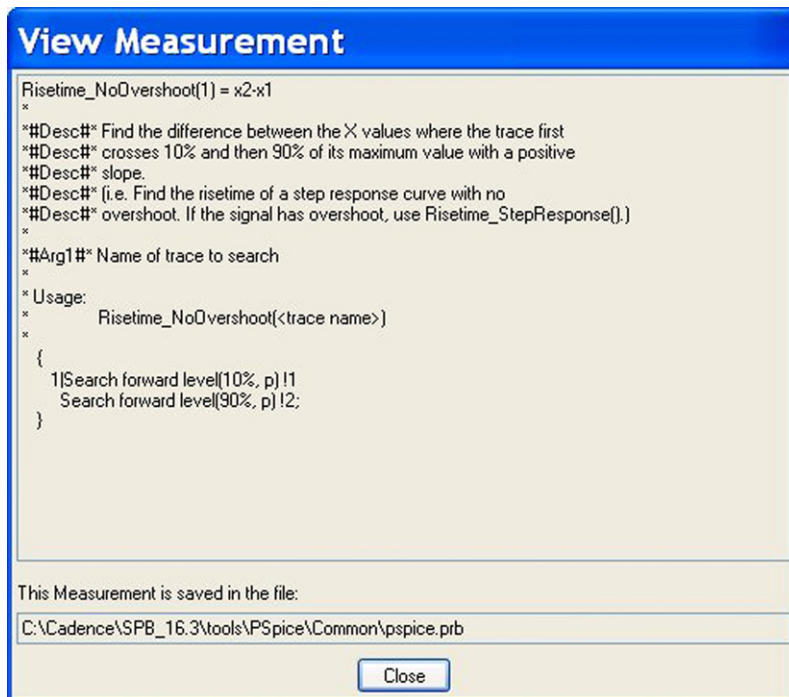 View Measurement
Risetime_NoOvershoot(1) = x2-x1
*
*#Desc#* Find the difference between the X values where the trace first
*#Desc#* crosses 10% and then 90% of its maximum value with a positive
*#Desc#* slope.
*#Desc#* (i.e. Find the risetime of a step response curve with no
*#Desc#* overshoot. If the signal has overshoot, use Risetime_StepResponse().)
*
*#Arg1#* Name of trace to search
*
* Usage:
* Risetime_NoOvershoot(<trace name>)
*
{
1|Search forward level(10%, p) !1
Search forward level(90%, p) !2;
}
This Measurement is saved in the file:
C:\Cadence\SPB_16.3\tools\PSpice\Common\pspice.prb
Close